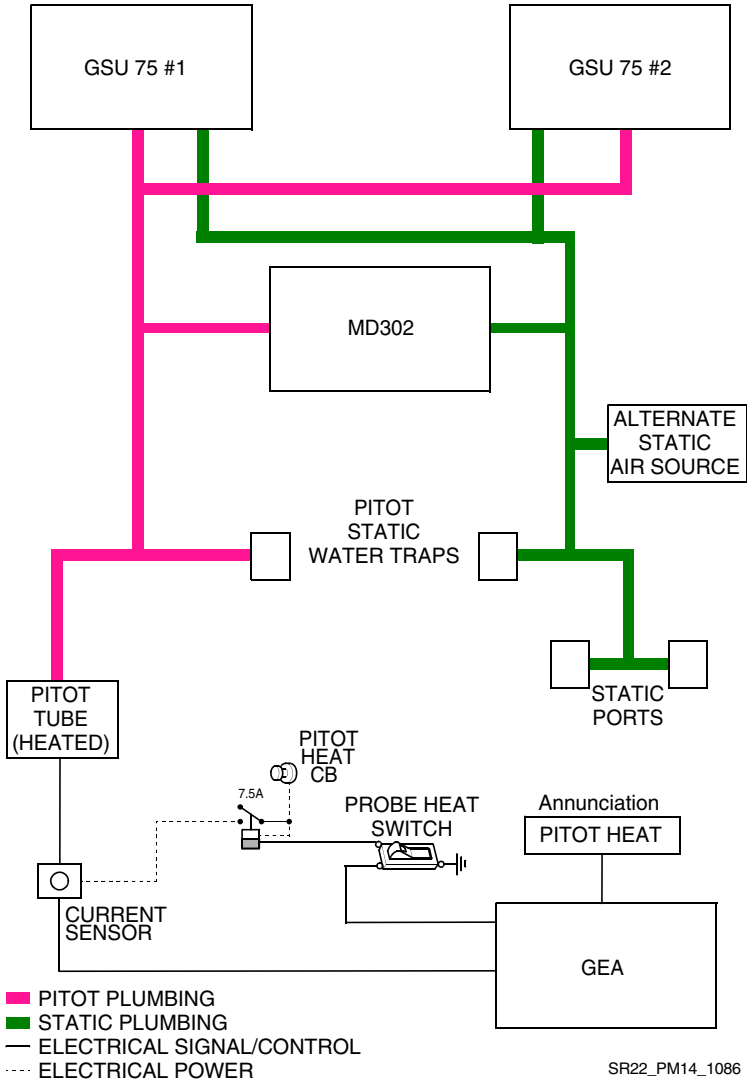 GSU 75 #1
GSU 75 #2
MD302
ALTERNATE
STATIC
AIR SOURCE
PITOT
STATIC
WATER TRAPS
PITOT
TUBE
(HEATED)
STATIC
PORTS
PITOT
HEAT
CB
7.5A
PROBE HEAT
SWITCH
Annunciation
PITOT HEAT
CURRENT
SENSOR
GEA
PITOT PLUMBING
STATIC PLUMBING
ELECTRICAL SIGNAL/CONTROL
ELECTRICAL POWER
SR22_PM14_1086